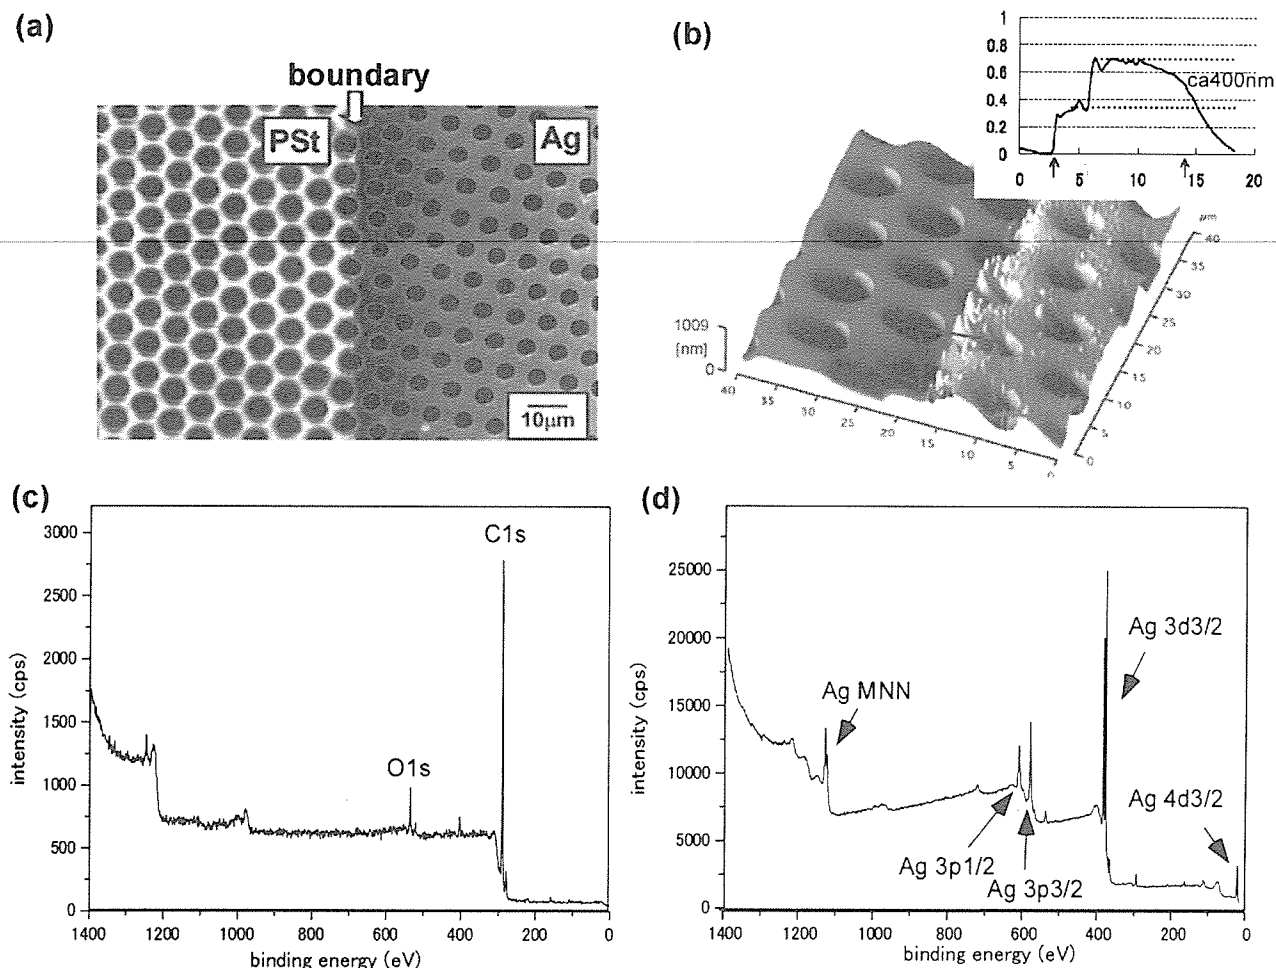 (a)
boundary
PSt
Ag
10µm
(b)
1
0.8
0.6
0.4
0.2
0
ca400nm
0
5
10
15
20
1009
[nm]
0
40
35
30
25
20
15
10
5
0
µm
40
35
30
25
20
15
10
5
0
(c)
3000
2500
2000
1500
1000
500
0
intensity (cps)
C1s
O1s
1400
1200
1000
800
600
400
200
0
binding energy (eV)
(d)
25000
20000
15000
10000
5000
0
intensity (cps)
Ag MNN
Ag 3d3/2
Ag 4d3/2
Ag 3p1/2
Ag 3p3/2
1400
1200
1000
800
600
400
200
0
binding energy (eV)